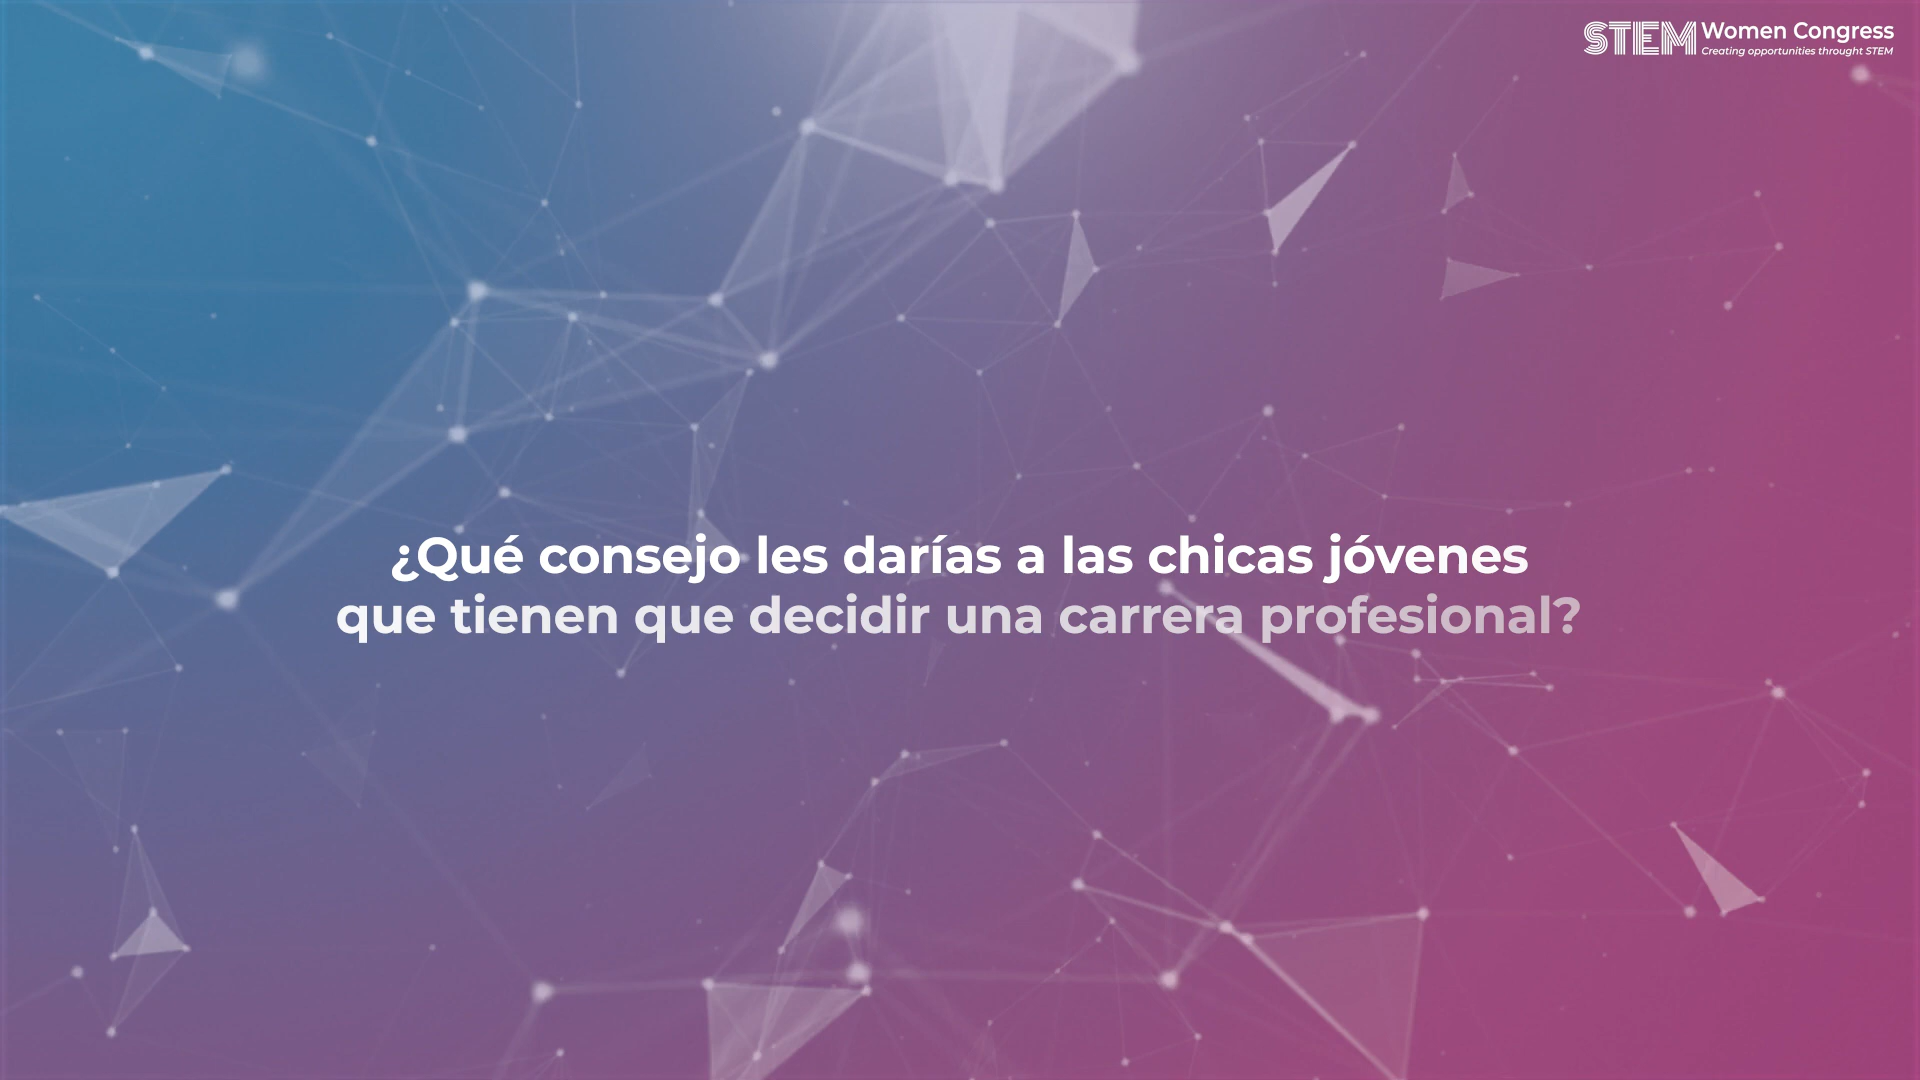 STEM Women Congress
Creating opportunities throught STEM
¿Qué consejo les darías a las chicas jóvenes
que tienen que decidir una carrera profesional?